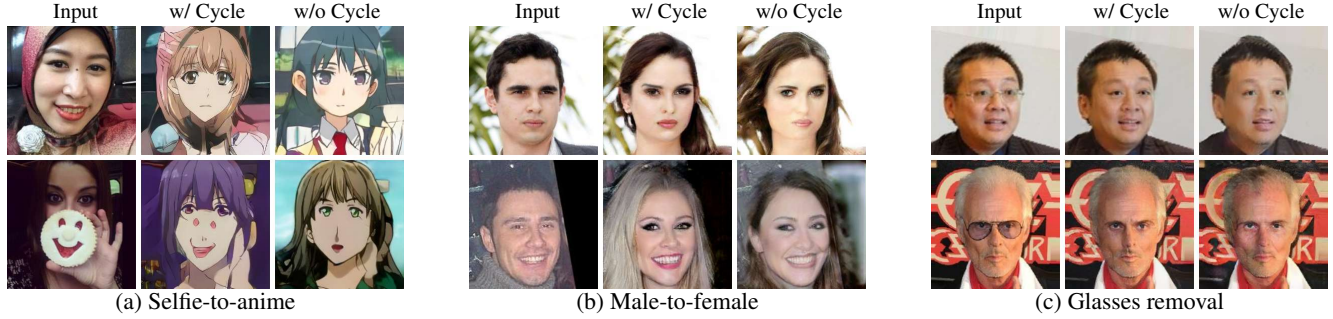 Input w/ Cycle w/o Cycle Input w/ Cycle w/o Cycle Input w/ Cycle w/o Cycle
(a) Selfie-to-anime (b) Male-to-female (c) Glasses removal